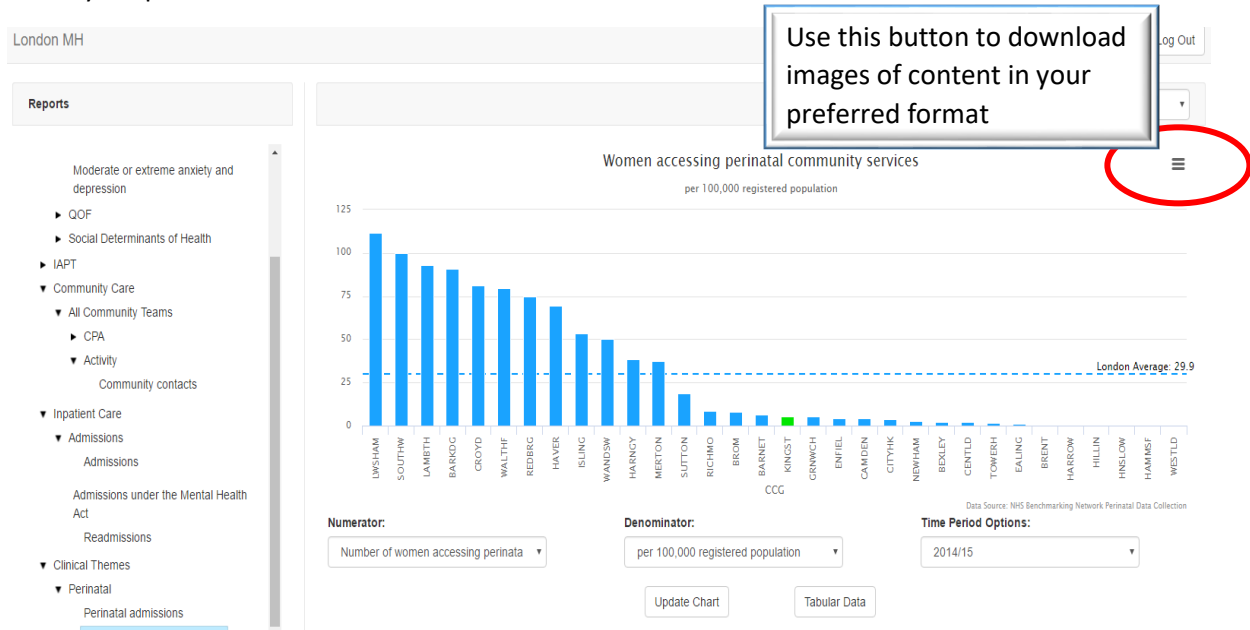 London MH
Use this button to download
images of content in your
preferred format
Log Out
Reports
Moderate or extreme anxiety and
depression
QOF
Social Determinants of Health
IAPT
Community Care
All Community Teams
CPA
Activity
Community contacts
Inpatient Care
Admissions
Admissions
Admissions under the Mental Health
Act
Readmissions
Clinical Themes
Perinatal
Perinatal admissions
Women accessing perinatal community services
per 100,000 registered population
125
100
75
50
25
0
London Average: 29.9
LWSHAM
SOUTHW
LAMBTH
BARKDG
CROYD
WALTHF
REDBRG
HAVER
ISLING
WANDSW
HARNGY
MERTON
SUTTON
RICHMO
BROM
BARNET
KINGST
GRNWCH
ENFIEL
CAMDEN
CITYHK
NEWHAM
BEXLEY
CENTLD
TOWERH
EALING
BRENT
HARROW
HILLIN
HNSLOW
HAMMSF
WESTLD
CCG
Data Source: NHS Benchmarking Network Perinatal Data Collection
Numerator:
Denominator:
Time Period Options:
Number of women accessing perinata
per 100,000 registered population
2014/15
Update Chart
Tabular Data